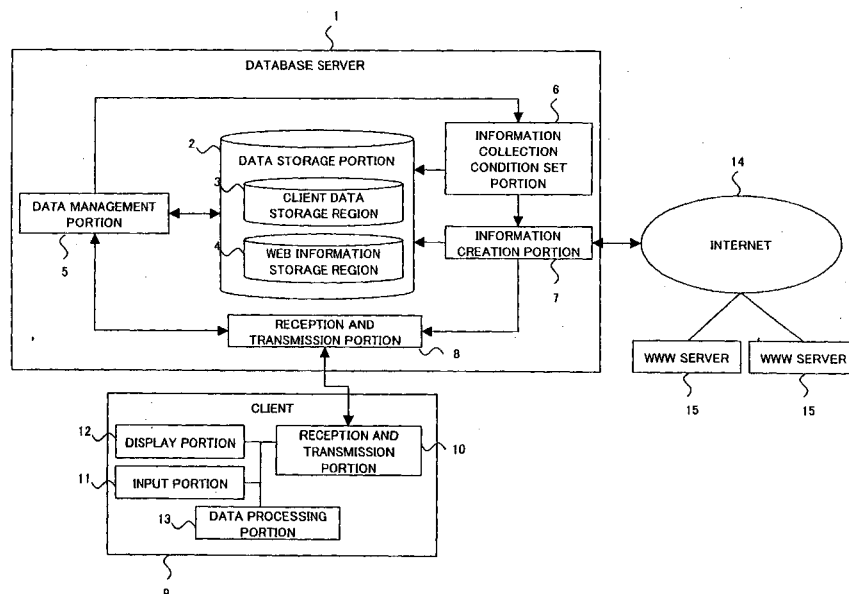 1
DATABASE SERVER
6
INFORMATION
COLLECTION
CONDITION SET
PORTION
2
DATA STORAGE PORTION
3
CLIENT DATA
STORAGE REGION
14
DATA MANAGEMENT
PORTION
5
4
WEB INFORMATION
STORAGE REGION
INFORMATION
CREATION PORTION
7
INTERNET
RECEPTION AND
TRANSMISSION PORTION
8
WWW SERVER
15
WWW SERVER
15
CLIENT
12
DISPLAY PORTION
RECEPTION AND
TRANSMISSION
PORTION
10
11
INPUT PORTION
13
DATA PROCESSING
PORTION
9